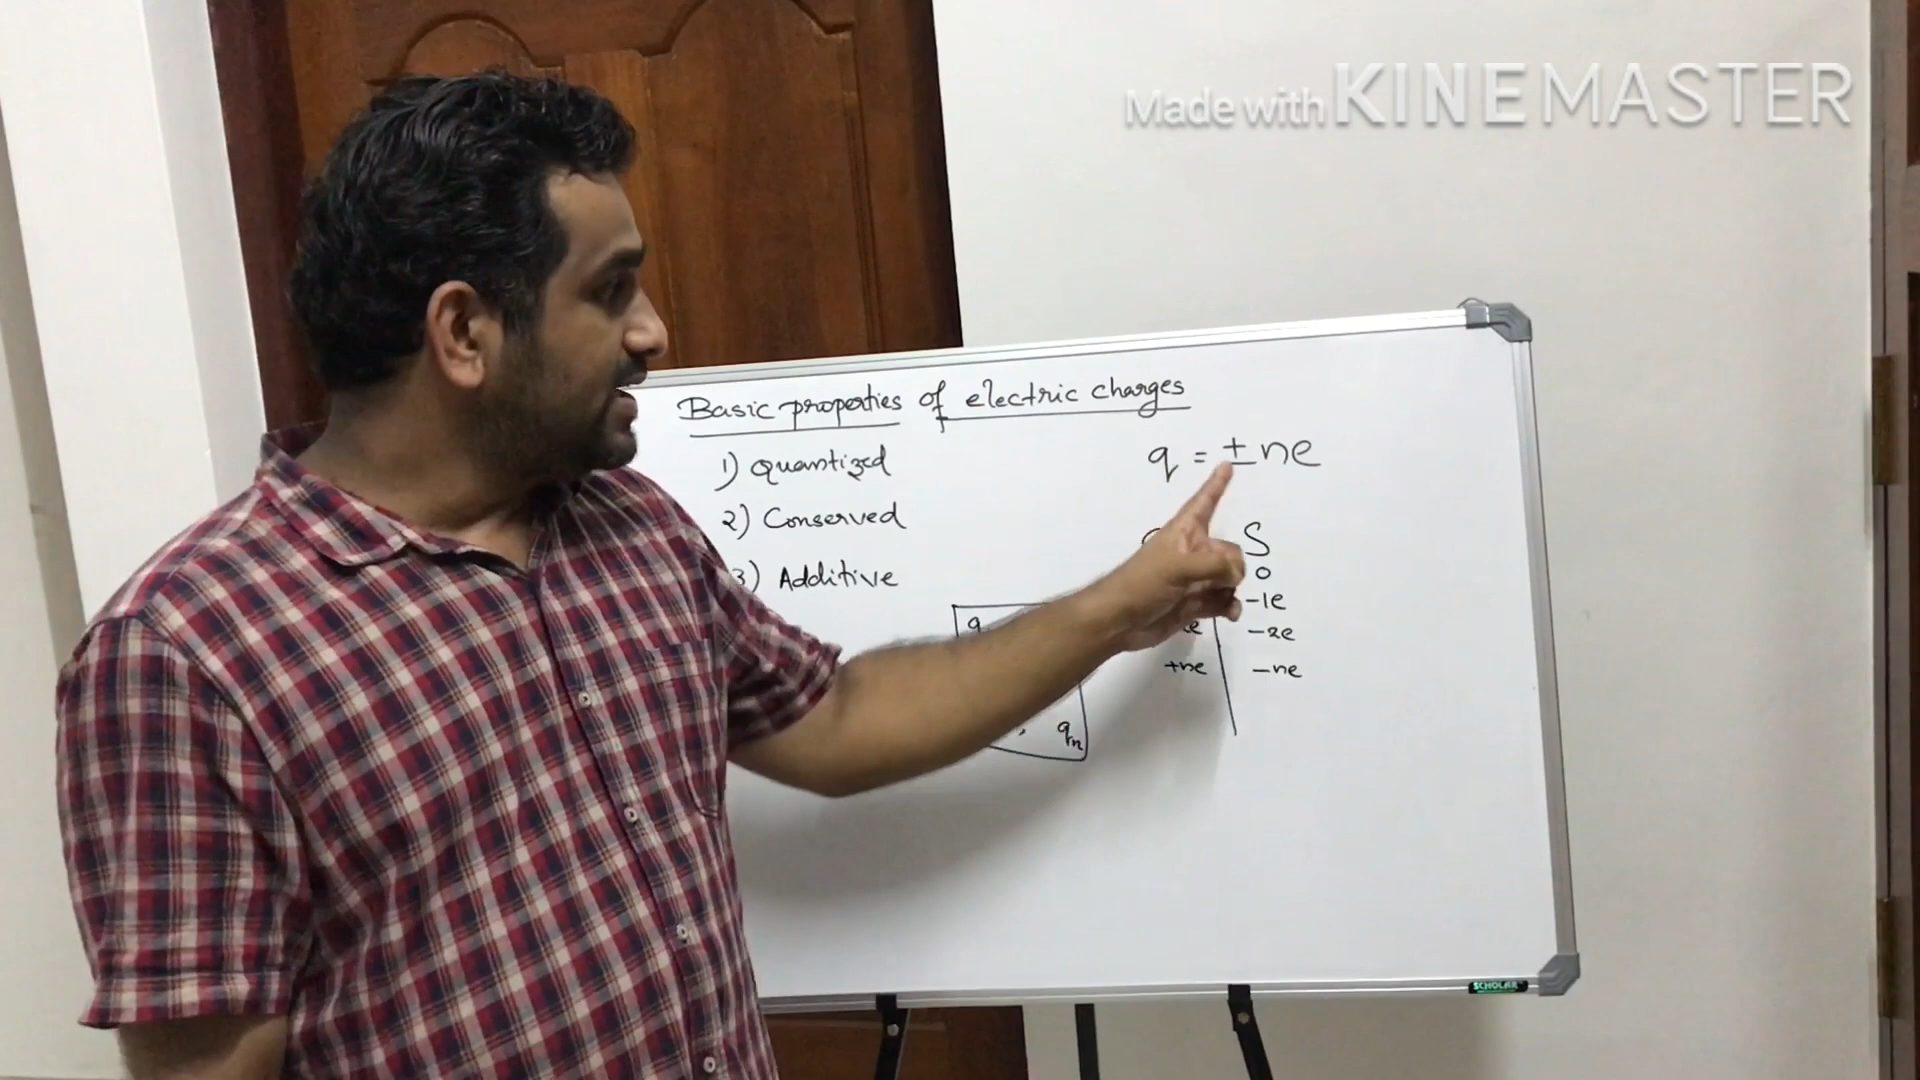 Made with KINEMASTER
Basic properties of electric charges
1) Quantized
q = ±ne
2) Conserved
S
3) Additive
0
-1e
q
-2e
+ne -ne
qn
SCHOLAR